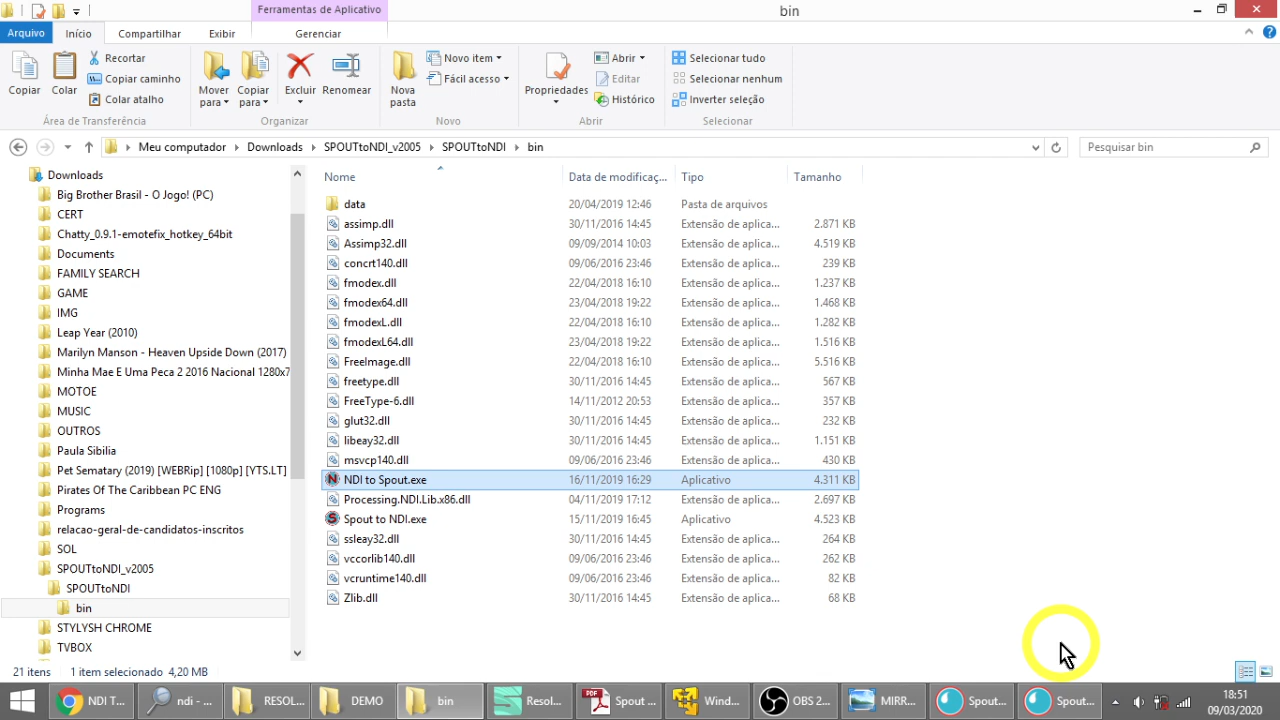 Ferramentas de Aplicativo
bin
Arquivo
Início
Compartilhar
Exibir
Gerenciar
Copiar
Colar
Recortar
Copiar caminho
Colar atalho
Mover para
Copiar para
Excluir
Renomear
Nova pasta
Novo item
Fácil acesso
Propriedades
Abrir
Editar
Histórico
Selecionar tudo
Selecionar nenhum
Inverter seleção
Área de Transferência
Organizar
Novo
Abrir
Selecionar
Meu computador Downloads SPOUTtoNDI_v2005 SPOUTtoNDI bin
Pesquisar bin
Downloads
Big Brother Brasil - O Jogo! (PC)
CERT
Chatty_0.9.1-emotefix_hotkey_64bit
Documents
FAMILY SEARCH
GAME
IMG
Leap Year (2010)
Marilyn Manson - Heaven Upside Down (2017)
Minha Mae E Uma Peca 2 2016 Nacional 1280x7
MOTOE
MUSIC
OUTROS
Paula Sibilia
Pet Sematary (2019) [WEBRip] [1080p] [YTS.LT]
Pirates Of The Caribbean PC ENG
Programs
relacao-geral-de-candidatos-inscritos
SOL
SPOUTtoNDI_v2005
SPOUTtoNDI
bin
STYLYSH CHROME
TVBOX
Nome Data de modificaç... Tipo Tamanho
data 20/04/2019 12:46 Pasta de arquivos
assimp.dll 30/11/2016 14:45 Extensão de aplica... 2.871 KB
Assimp32.dll 09/09/2014 10:03 Extensão de aplica... 4.519 KB
concrt140.dll 09/06/2016 23:46 Extensão de aplica... 239 KB
fmodex.dll 22/04/2018 16:10 Extensão de aplica... 1.237 KB
fmodex64.dll 23/04/2018 19:22 Extensão de aplica... 1.468 KB
fmodexL.dll 22/04/2018 16:10 Extensão de aplica... 1.282 KB
fmodexL64.dll 23/04/2018 19:22 Extensão de aplica... 1.516 KB
FreeImage.dll 22/04/2018 16:10 Extensão de aplica... 5.516 KB
freetype.dll 30/11/2016 14:45 Extensão de aplica... 567 KB
FreeType-6.dll 14/11/2012 20:53 Extensão de aplica... 357 KB
glut32.dll 30/11/2016 14:45 Extensão de aplica... 232 KB
libeay32.dll 30/11/2016 14:45 Extensão de aplica... 1.151 KB
msvcp140.dll 09/06/2016 23:46 Extensão de aplica... 430 KB
NDI to Spout.exe 16/11/2019 16:29 Aplicativo 4.311 KB
Processing.NDI.Lib.x86.dll 04/11/2019 17:12 Extensão de aplica... 2.697 KB
Spout to NDI.exe 15/11/2019 16:45 Aplicativo 4.523 KB
ssleay32.dll 30/11/2016 14:45 Extensão de aplica... 264 KB
vccorlib140.dll 09/06/2016 23:46 Extensão de aplica... 262 KB
vcruntime140.dll 09/06/2016 23:46 Extensão de aplica... 82 KB
Zlib.dll 30/11/2016 14:45 Extensão de aplica... 68 KB
21 itens 1 item selecionado 4,20 MB
NDI T... ndi - ... RESOL... DEMO bin Resol... Spout ... Wind... OBS 2... MIRR... Spout... Spout...
18:51
09/03/2020